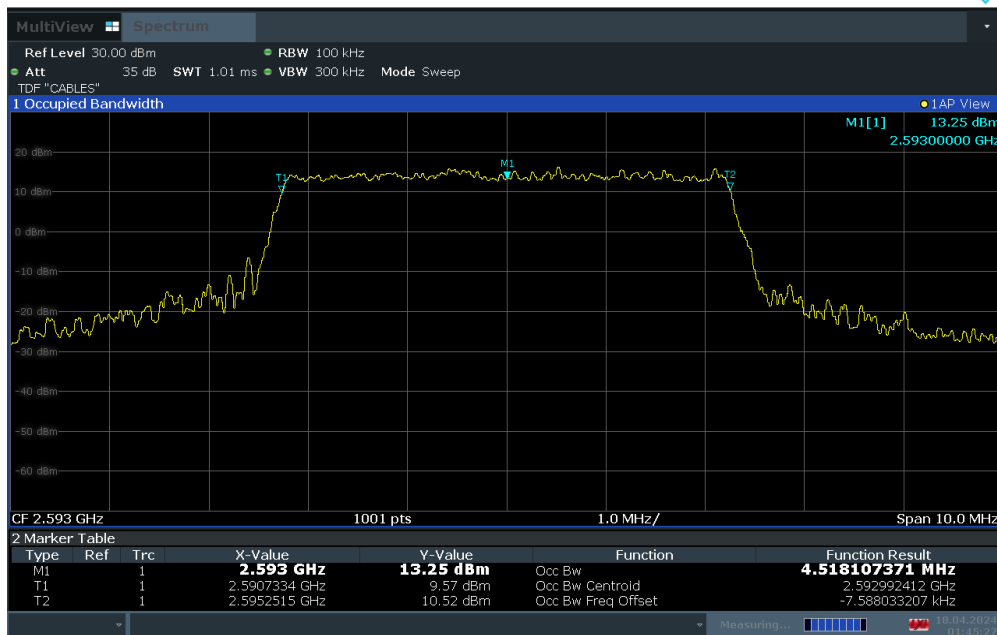 MultiView Spectrum
Ref Level 30.00 dBm RBW 100 kHz
Att 35 dB SWT 1.01 ms VBW 300 kHz Mode Sweep
TDF "CABLES"
1 Occupied Bandwidth 1AP View
M1[1] 13.25 dBm
2.59300000 GHz
20 dBm
M1
T1 T2
10 dBm
0 dBm
-10 dBm
-20 dBm
-30 dBm
-40 dBm
-50 dBm
-60 dBm
CF 2.593 GHz 1001 pts 1.0 MHz/ Span 10.0 MHz
2 Marker Table
Type Ref Trc X-Value Y-Value Function Function Result
M1 1 2.593 GHz 13.25 dBm Occ Bw 4.518107371 MHz
T1 1 2.5907334 GHz 9.57 dBm Occ Bw Centroid 2.592992412 GHz
T2 1 2.5952515 GHz 10.52 dBm Occ Bw Freq Offset -7.588033207 kHz
Measuring... 18.04.2024